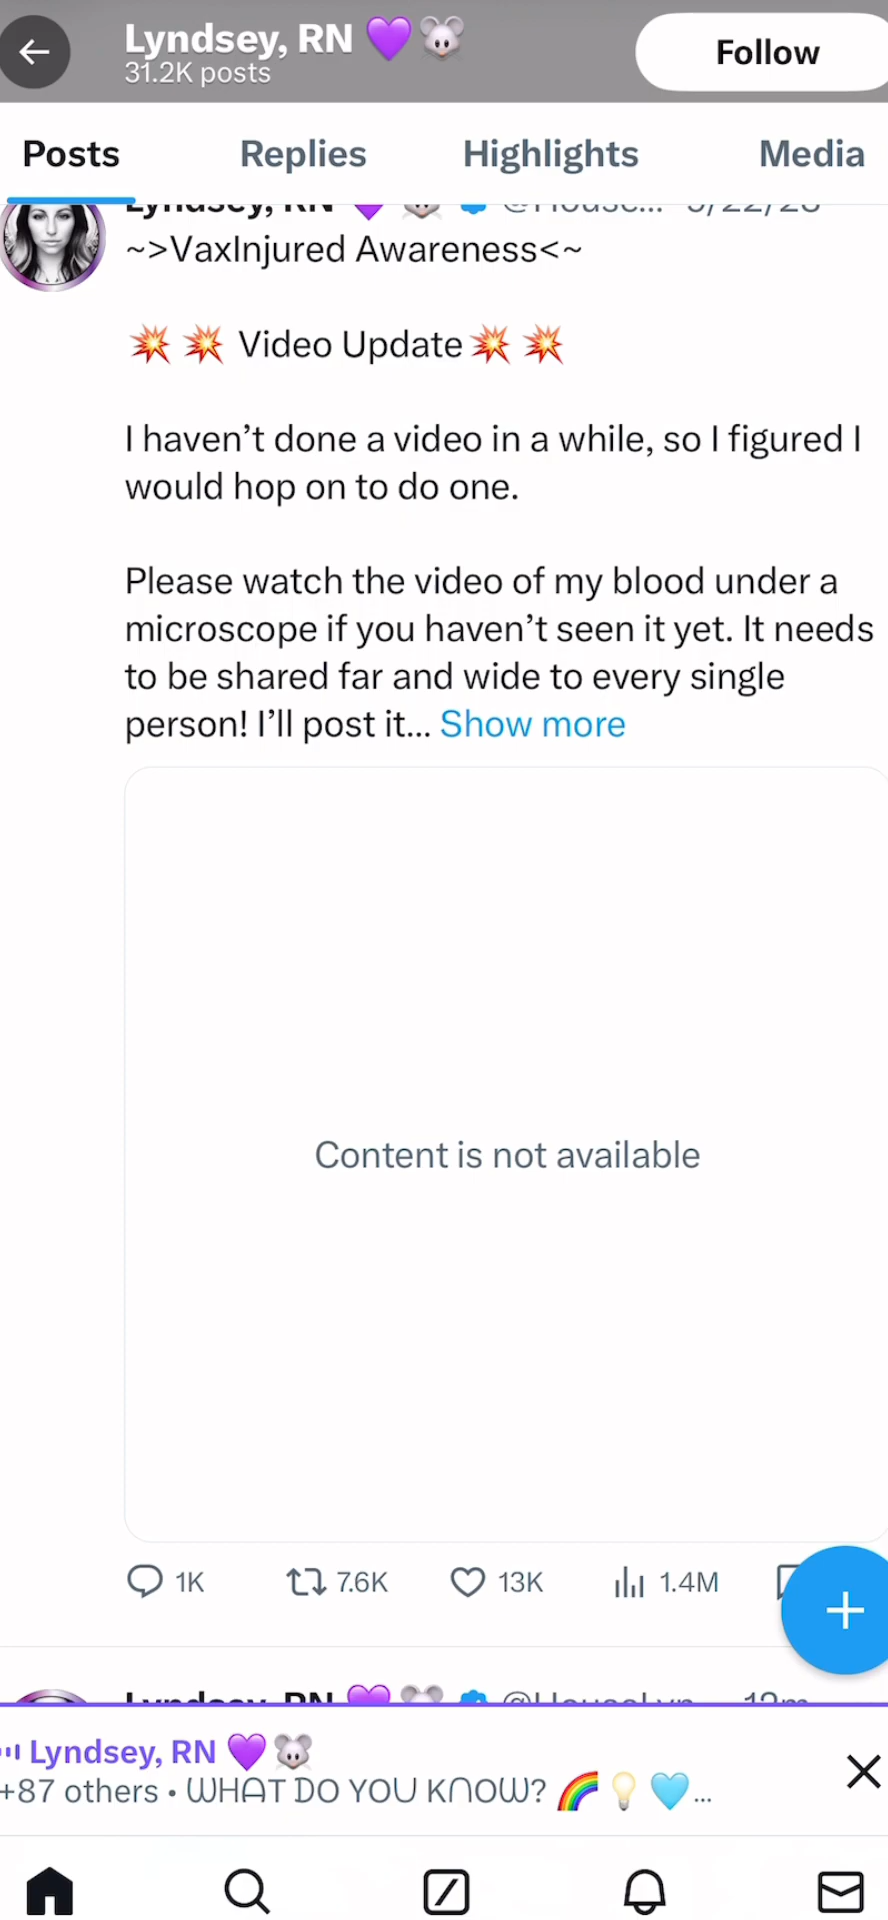 Lyndsey, RN 💜🐭
31.2K posts
Follow
Posts Replies Highlights Media
Lyndsey, RN 💜🐭
~>VaxInjured Awareness<~
💥 💥 Video Update 💥 💥
I haven’t done a video in a while, so I figured I
would hop on to do one.
Please watch the video of my blood under a
microscope if you haven’t seen it yet. It needs
to be shared far and wide to every single
person! I’ll post it... Show more
Content is not available
1K 7.6K 13K 1.4M
Lyndsey, RN 💜🐭 @HouseLyn 12m
Lyndsey, RN 💜🐭
+87 others • WHAT DO YOU KNOW? 🌈💡🩵...